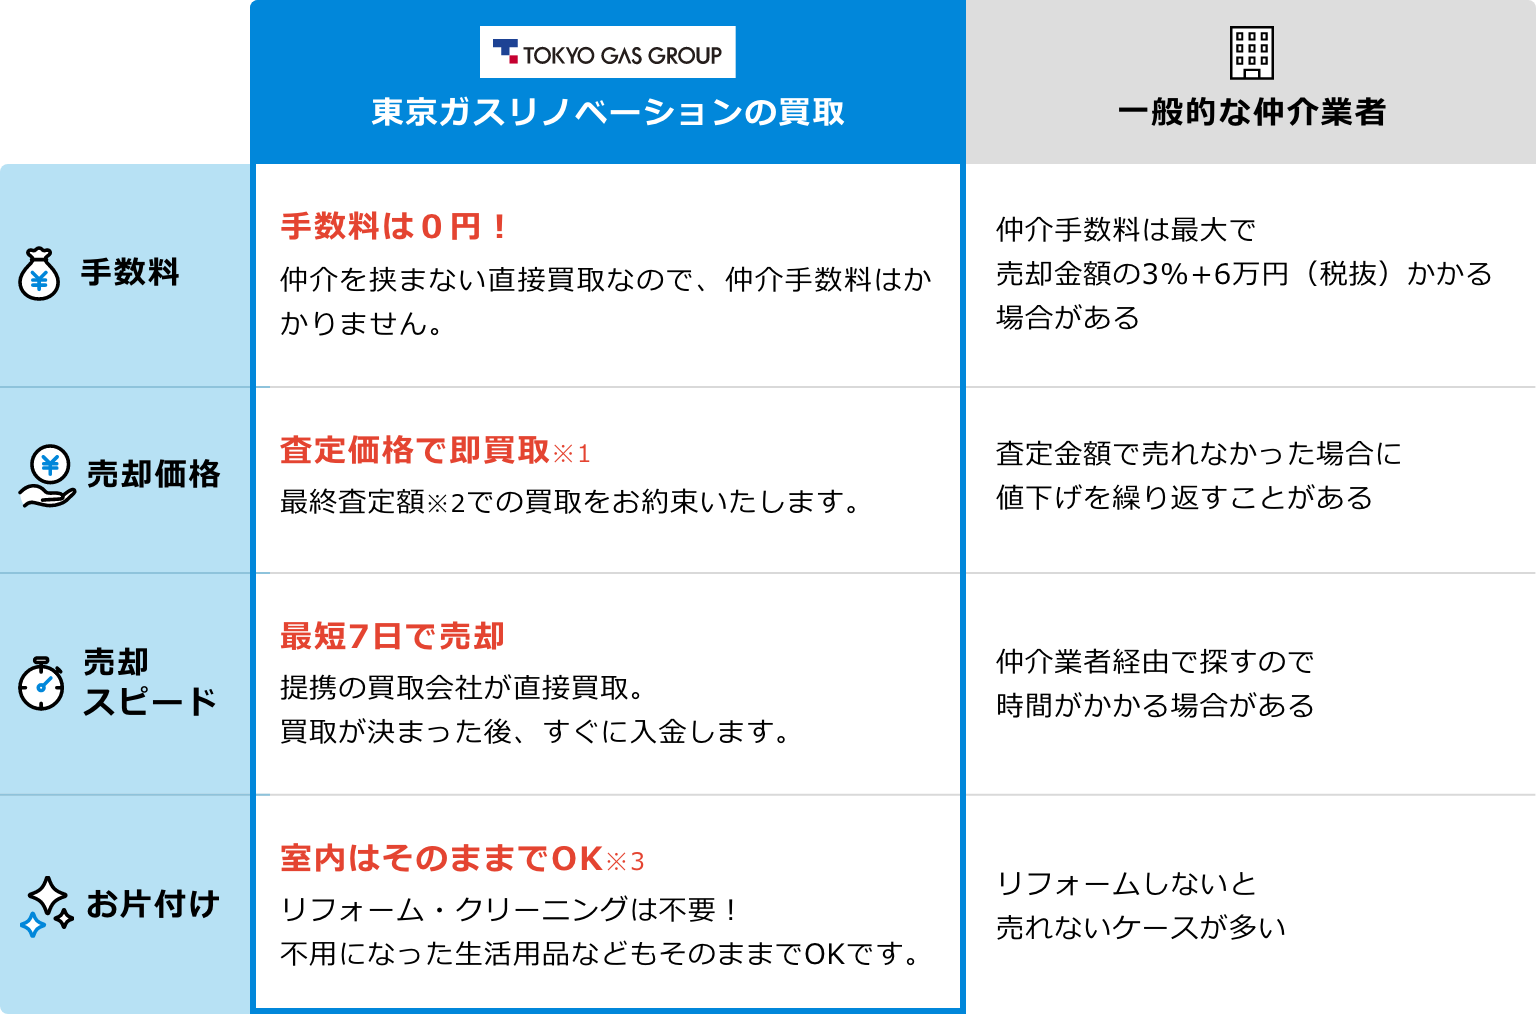 TOKYO GAS GROUP
東京ガスリノベーションの買取
一般的な仲介業者
手数料
手数料は０円！
仲介を挟まない直接買取なので、仲介手数料はか
かりません。
仲介手数料は最大で
売却金額の3%+6万円（税抜）かかる
場合がある
売却価格
査定価格で即買取※1
最終査定額※2での買取をお約束いたします。
査定金額で売れなかった場合に
値下げを繰り返すことがある
売却
スピード
最短7日で売却
提携の買取会社が直接買取。
買取が決まった後、すぐに入金します。
仲介業者経由で探すので
時間がかかる場合がある
お片付け
室内はそのままでOK※3
リフォーム・クリーニングは不要！
不用になった生活用品などもそのままでOKです。
リフォームしないと
売れないケースが多い